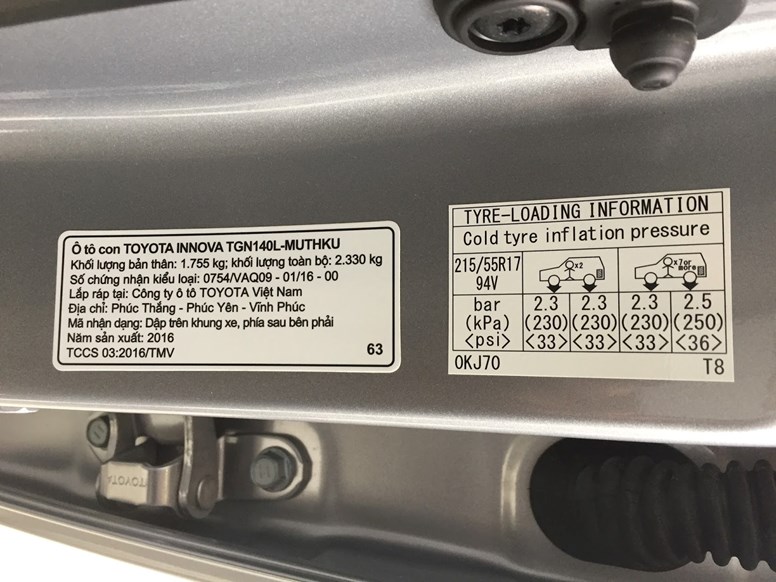 Ô tô con TOYOTA INNOVA TGN140L-MUTHKU
Khối lượng bản thân: 1.755 kg; khối lượng toàn bộ: 2.330 kg
Số chứng nhận kiểu loại: 0754/VAQ09 - 01/16 - 00
Lắp ráp tại: Công ty ô tô TOYOTA Việt Nam
Địa chỉ: Phúc Thắng - Phúc Yên - Vĩnh Phúc
Mã nhận dạng: Dập trên khung xe, phía sau bên phải
Năm sản xuất: 2016
TCCS 03:2016/TMV 63
TYRE-LOADING INFORMATION
Cold tyre inflation pressure
215/55R17 94V x2 x7 or more
bar 2.3 2.3 2.3 2.5
(kPa) (230) (230) (230) (250)
<psi> <33> <33> <33> <36>
0KJ70 T8
TOYOTA